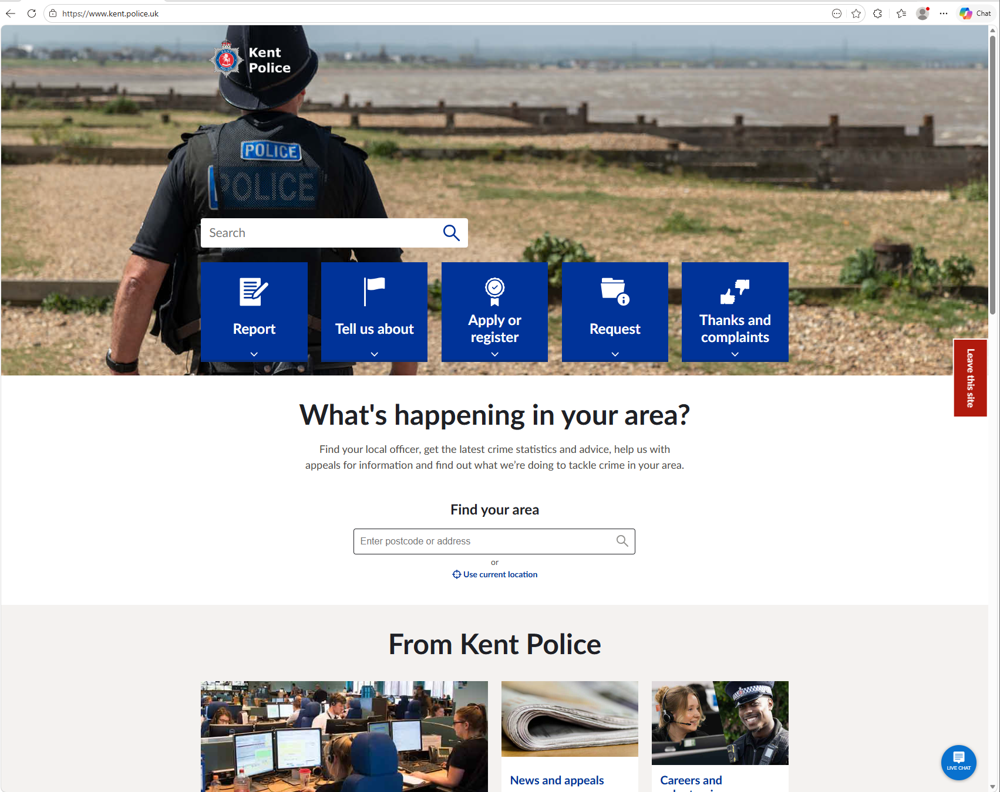 https://www.kent.police.uk
Chat
Kent
Police
POLICE
POLICE
Search
Report
Tell us about
Apply or
register
Request
Thanks and
complaints
Leave this site
What's happening in your area?
Find your local officer, get the latest crime statistics and advice, help us with
appeals for information and find out what we’re doing to tackle crime in your area.
Find your area
Enter postcode or address
or
Use current location
From Kent Police
News and appeals
Careers and
LIVE CHAT